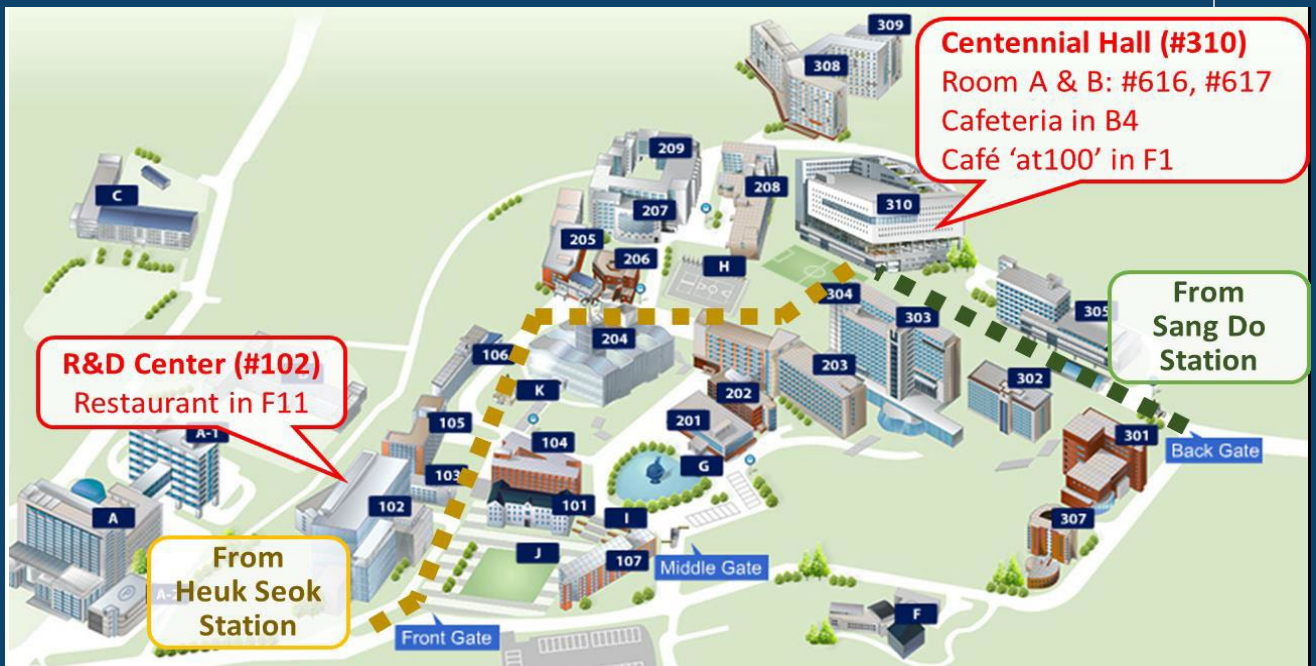 309
308
Centennial Hall (#310)
Room A & B: #616, #617
Cafeteria in B4
Café ‘at100’ in F1
209
208
C
207
310
205
206
H
304
303
305
From
Sang Do
Station
204
106
R&D Center (#102)
Restaurant in F11
K
203
302
202
A-1
105
201
104
301
Back Gate
103
G
A
102
101
I
307
From
Heuk Seok
Station
J
107
Middle Gate
Front Gate
F